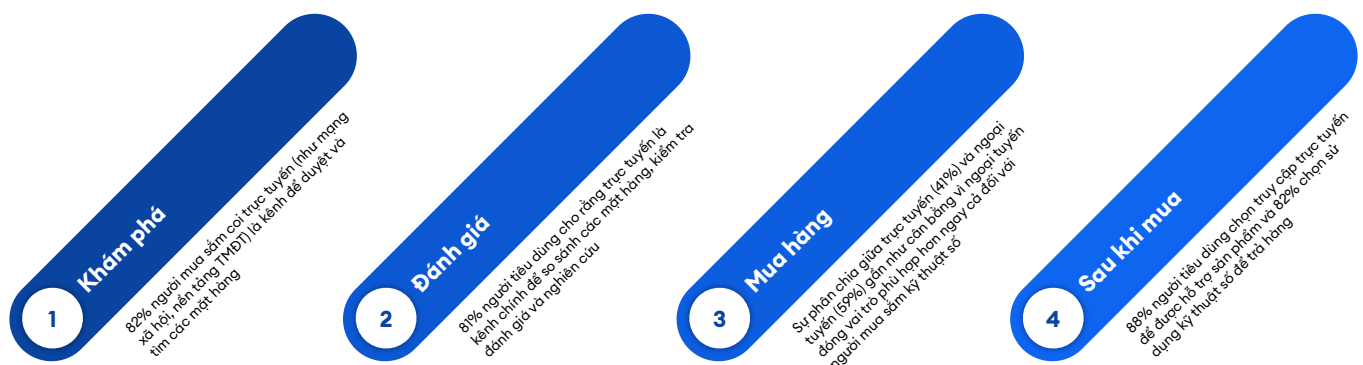 1
Khám phá
82% người mua sắm coi trực tuyến (như mạng
xã hội, nền tảng TMĐT) là kênh để duyệt và
tìm các mặt hàng
2
Đánh giá
81% người tiêu dùng cho rằng trực tuyến là
kênh chính để so sánh các mặt hàng, kiểm tra
đánh giá và nghiên cứu
3
Mua hàng
Sự phân chia giữa trực tuyến (41%) và ngoại
tuyến (59%) gần như cân bằng vì ngoại tuyến
đóng vai trò phù hợp hơn ngay cả đối với
người mua sắm kỹ thuật số
4
Sau khi mua
88% người tiêu dùng chọn truy cập trực tuyến
để được hỗ trợ sản phẩm và 82% chọn sử
dụng kỹ thuật số để trả hàng